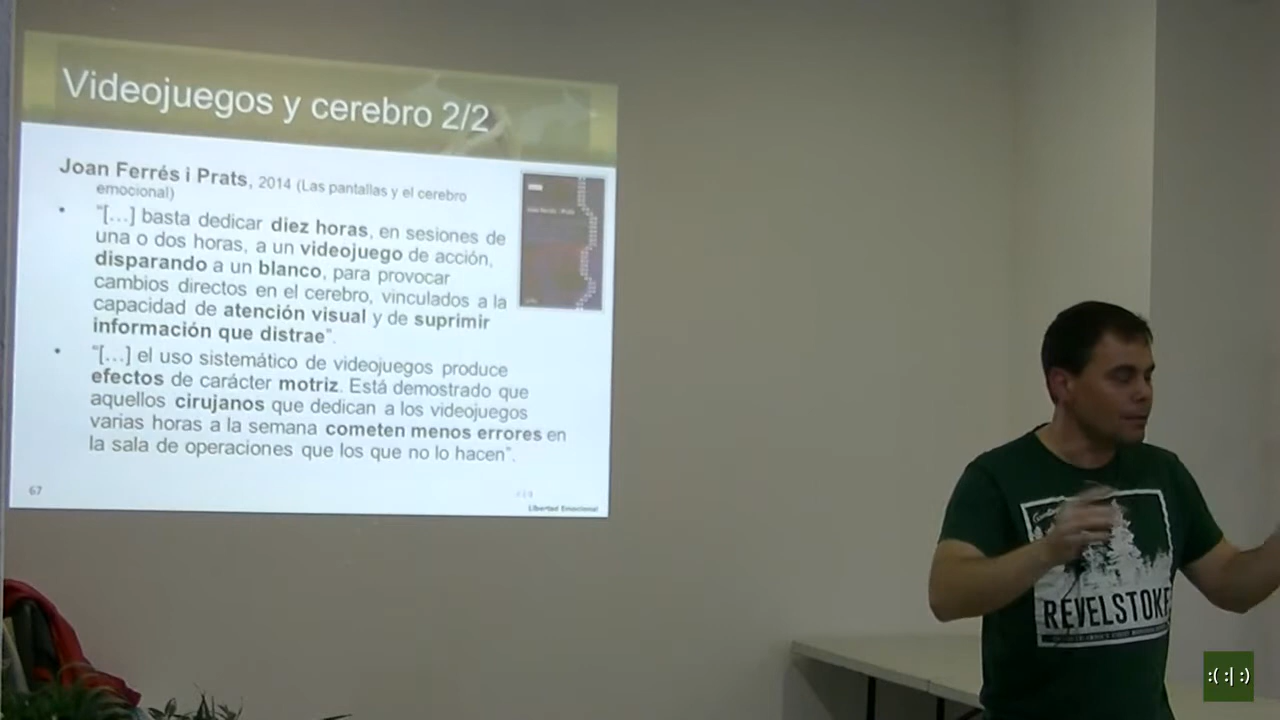 Videojuegos y cerebro 2/2
Joan Ferrés i Prats, 2014 (Las pantallas y el cerebro
emocional)
• “[…] basta dedicar diez horas, en sesiones de
una o dos horas, a un videojuego de acción,
disparando a un blanco, para provocar
cambios directos en el cerebro, vinculados a la
capacidad de atención visual y de suprimir
información que distrae”.
• “[…] el uso sistemático de videojuegos produce
efectos de carácter motriz. Está demostrado que
aquellos cirujanos que dedican a los videojuegos
varias horas a la semana cometen menos errores en
la sala de operaciones que los que no lo hacen”.
67
Libertad Emocional
REVELSTOKE
:( :| :)